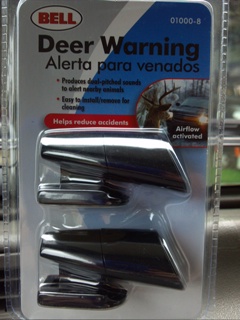 BELL
01000-8
Deer Warning
Alerta para venados
• Produces dual-pitched sounds
to alert nearby animals
• Easy to install/remove for
cleaning
Helps reduce accidents
Airflow
activated